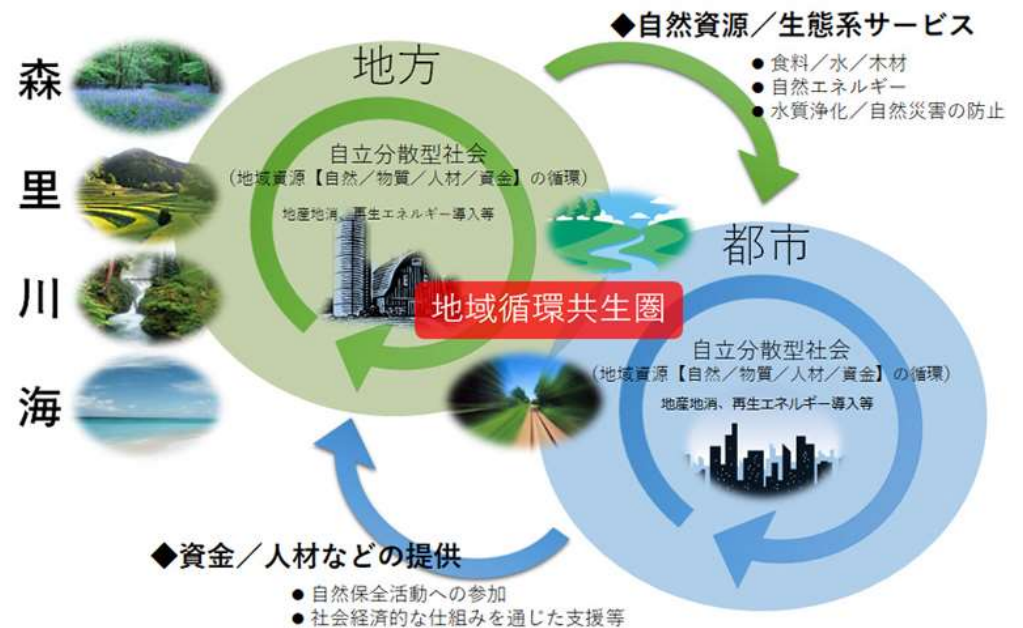 森
里
川
海
地方
自立分散型社会
（地域資源【自然／物質／人材／資金】の循環）
地産地消、再生エネルギー導入等
◆自然資源／生態系サービス
● 食料／水／木材
● 自然エネルギー
● 水質浄化／自然災害の防止
地域循環共生圏
都市
自立分散型社会
（地域資源【自然／物質／人材／資金】の循環）
地産地消、再生エネルギー導入等
◆資金／人材などの提供
● 自然保全活動への参加
● 社会経済的な仕組みを通じた支援等